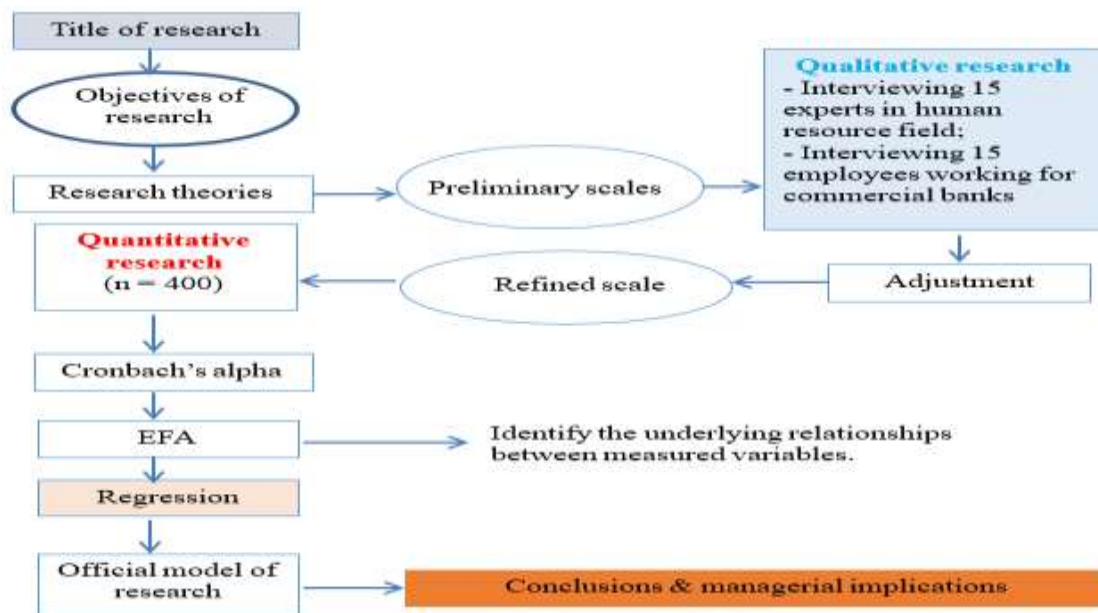 Title of research
Objectives of
research
Research theories
Preliminary scales
Qualitative research
- Interviewing 15
experts in human
resource field;
- Interviewing 15
employees working for
commercial banks
Adjustment
Refined scale
Quantitative
research
(n = 400)
Cronbach's alpha
EFA
Identify the underlying relationships
between measured variables.
Regression
Official model of
research
Conclusions & managerial implications